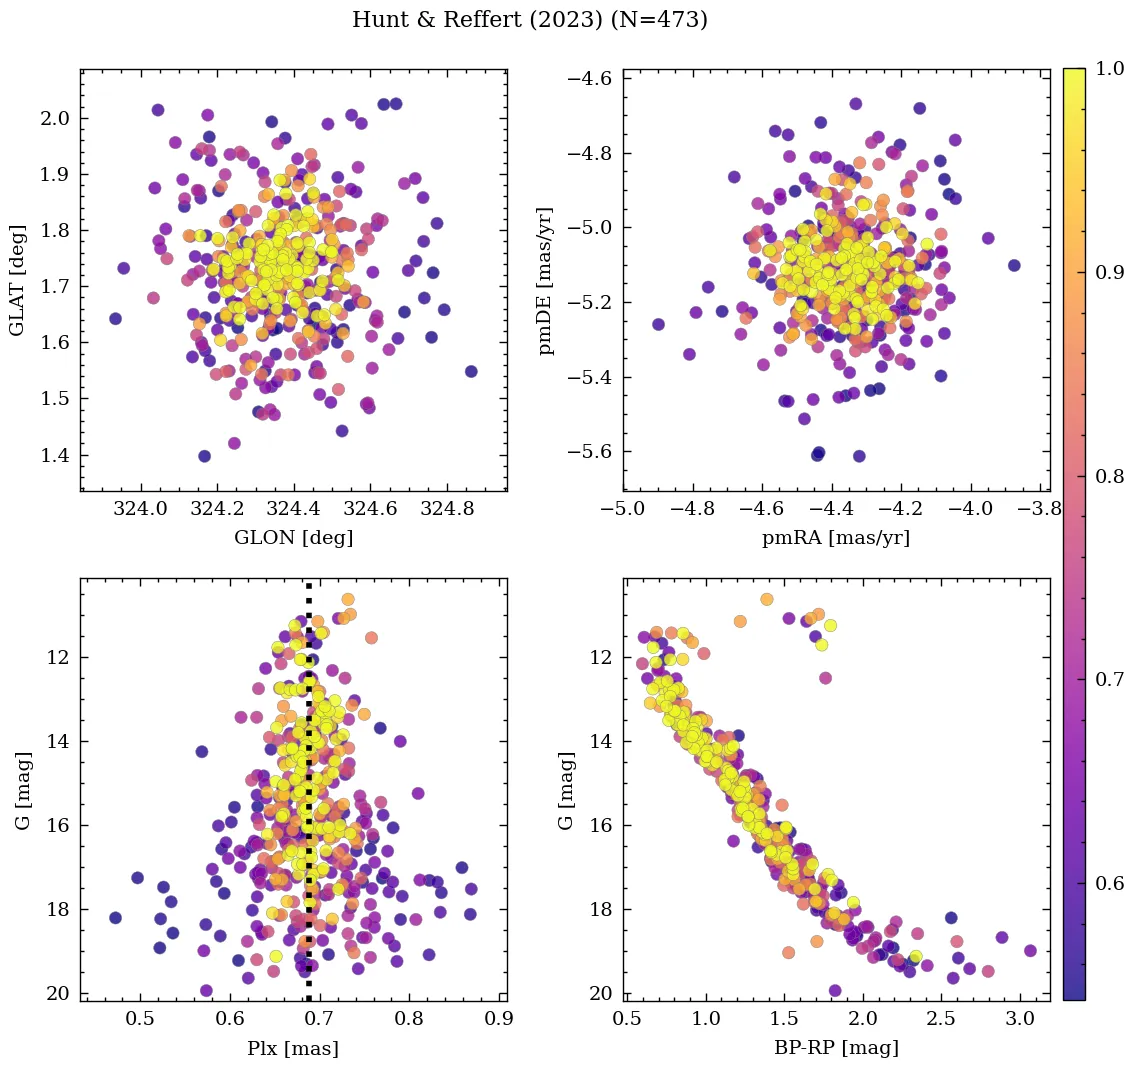 Hunt & Reffert (2023) (N=473)
2.0
1.9
1.8
1.7
1.6
1.5
1.4
GLAT [deg]
324.0 324.2 324.4 324.6 324.8
GLON [deg]
−4.6
−4.8
−5.0
−5.2
−5.4
−5.6
pmDE [mas/yr]
−5.0 −4.8 −4.6 −4.4 −4.2 −4.0 −3.8
pmRA [mas/yr]
1.0
0.9
0.8
0.7
0.6
12
14
16
18
20
G [mag]
0.5 0.6 0.7 0.8 0.9
Plx [mas]
12
14
16
18
20
G [mag]
0.5 1.0 1.5 2.0 2.5 3.0
BP-RP [mag]